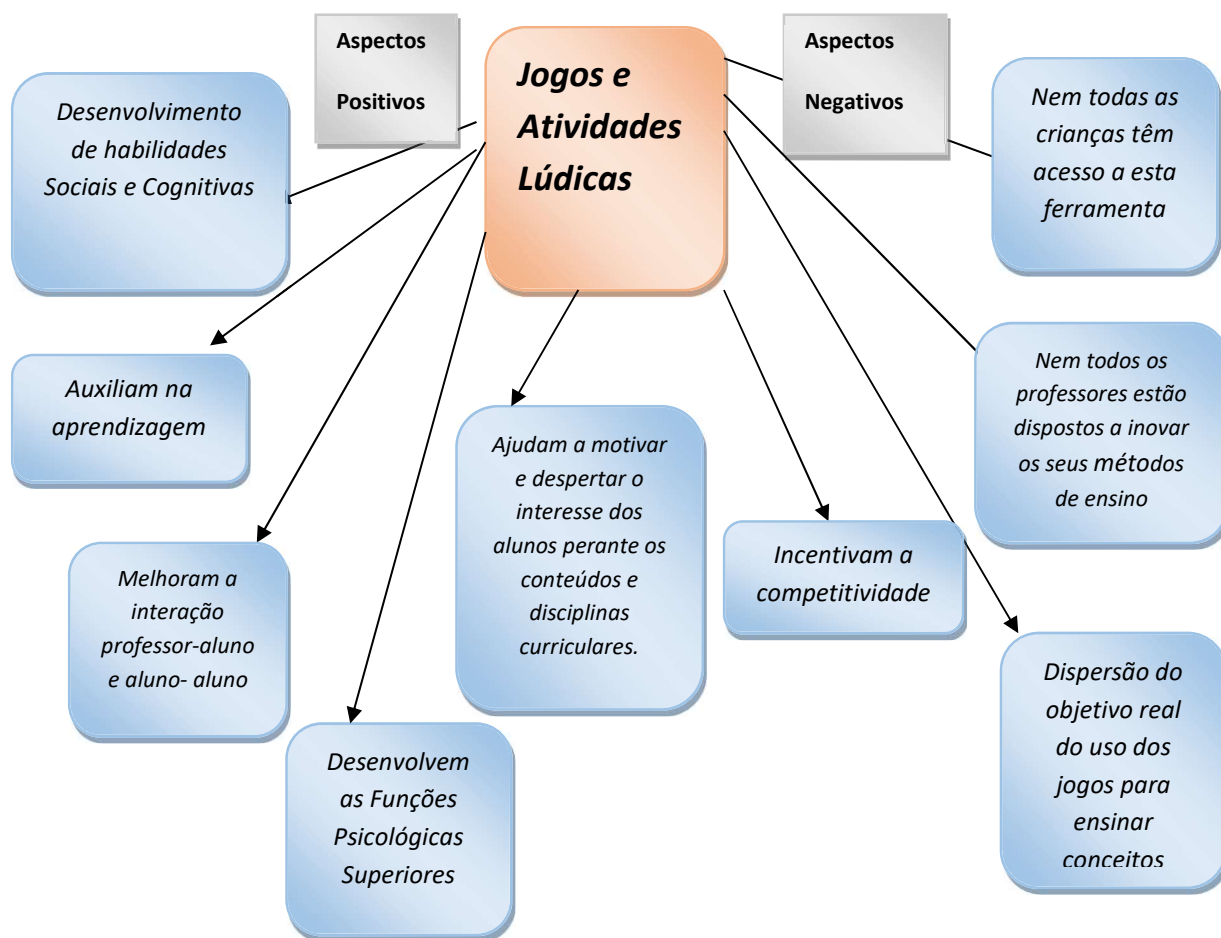 Aspectos
Positivos
Jogos e
Atividades
Lúdicas
Aspectos
Negativos
Desenvolvimento
de habilidades
Sociais e Cognitivas
Nem todas as
crianças têm
acesso a esta
ferramenta
Auxiliam na
aprendizagem
Nem todos os
professores estão
dispostos a inovar
os seus métodos
de ensino
Ajudam a motivar
e despertar o
interesse dos
alunos perante os
conteúdos e
disciplinas
curriculares.
Incentivam a
competitividade
Melhoram a
interação
professor-aluno
e aluno- aluno
Dispersão do
objetivo real
do uso dos
jogos para
ensinar
conceitos
Desenvolvem
as Funções
Psicológicas
Superiores